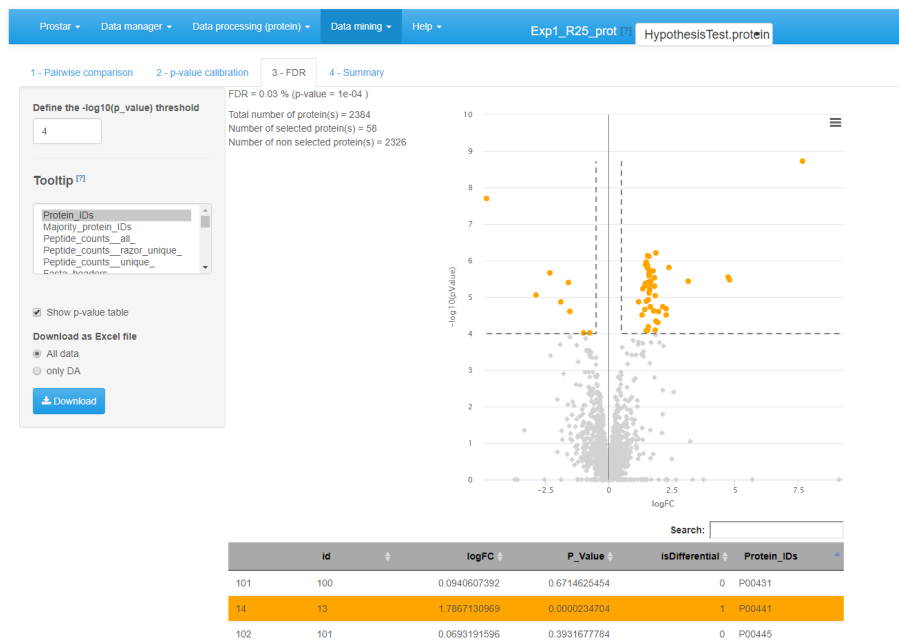 Prostar Data manager Data processing (protein) Data mining Help Exp1_R25_prot [?] HypothesisTest.protein
1 - Pairwise comparison 2 - p-value calibration 3 - FDR 4 - Summary
FDR = 0.03 % (p-value = 1e-04 )
Define the -log10(p_value) threshold
4
Total number of protein(s) = 2384
Number of selected protein(s) = 58
Number of non selected protein(s) = 2326
Tooltip [?]
Protein_IDs
Majority_protein_IDs
Peptide_counts__all_
Peptide_counts__razor_unique_
Peptide_counts__unique_
Fasta_headers
Show p-value table
Download as Excel file
All data
only DA
Download
10
9
8
7
6
5
4
3
2
1
0
-log10(pValue)
-2.5 0 2.5 5 7.5
logFC
Search:
id logFC P_Value isDifferential Protein_IDs
101 100 0.0940607392 0.6714625454 0 P00431
14 13 1.7867130969 0.0000234704 1 P00441
102 101 0.0693191596 0.3931677784 0 P00445